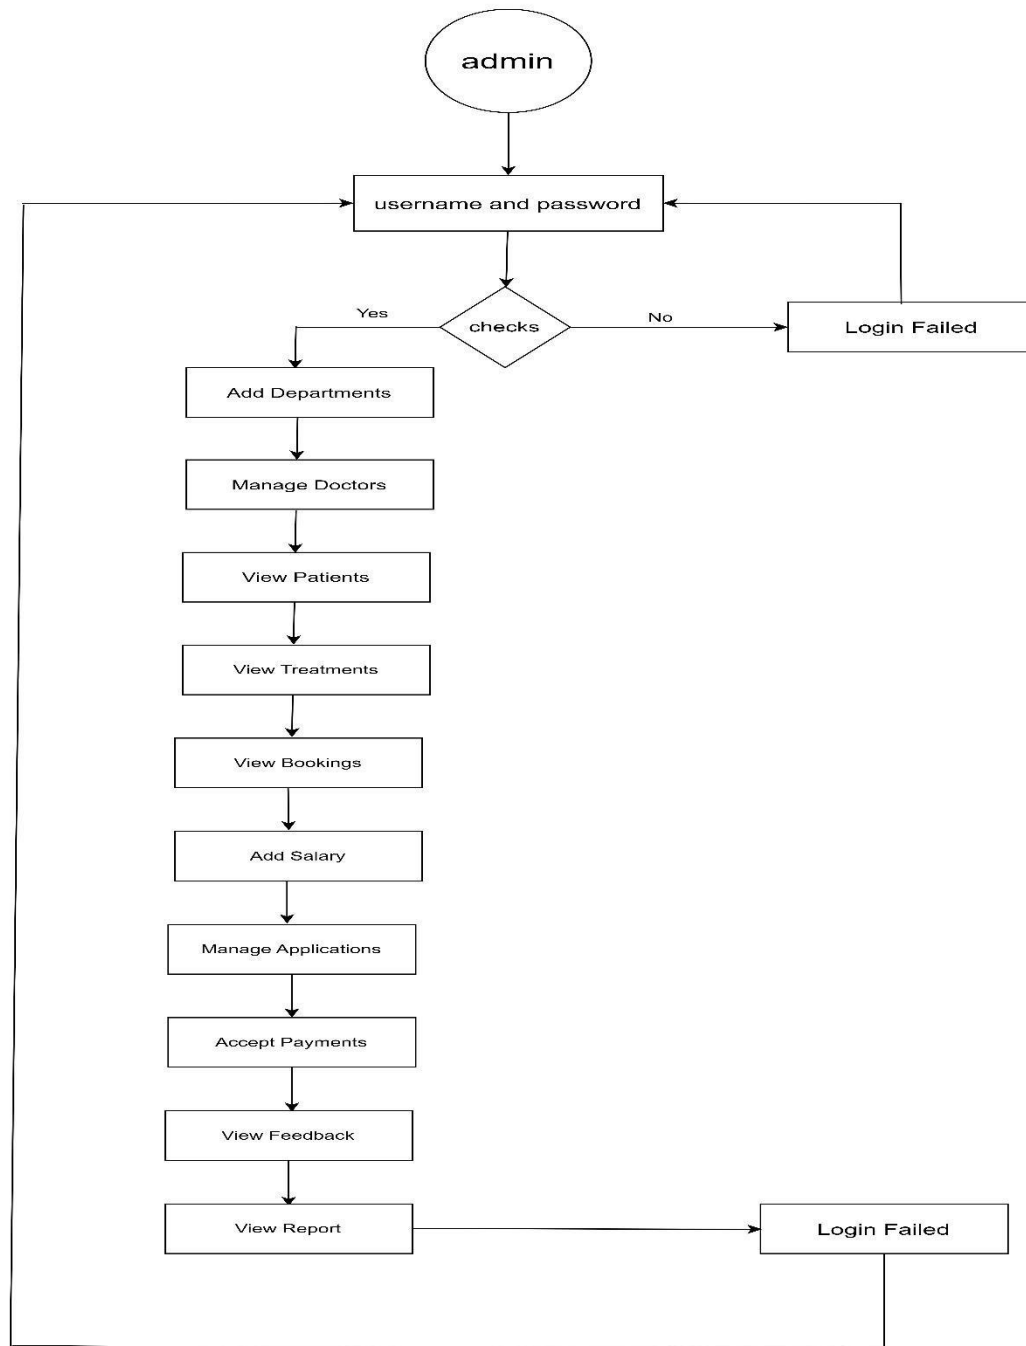 admin
username and password
Yes
checks
No
Login Failed
Add Departments
Manage Doctors
View Patients
View Treatments
View Bookings
Add Salary
Manage Applications
Accept Payments
View Feedback
View Report
Login Failed